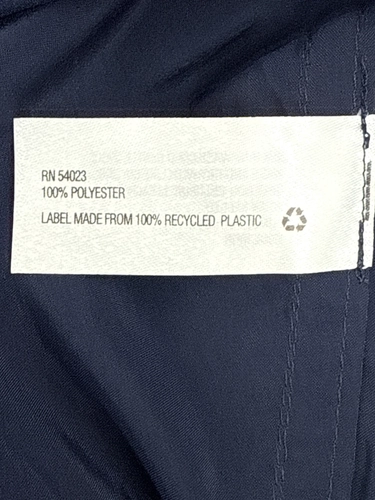 RN 54023
100% POLYESTER
LABEL MADE FROM 100% RECYCLED PLASTIC